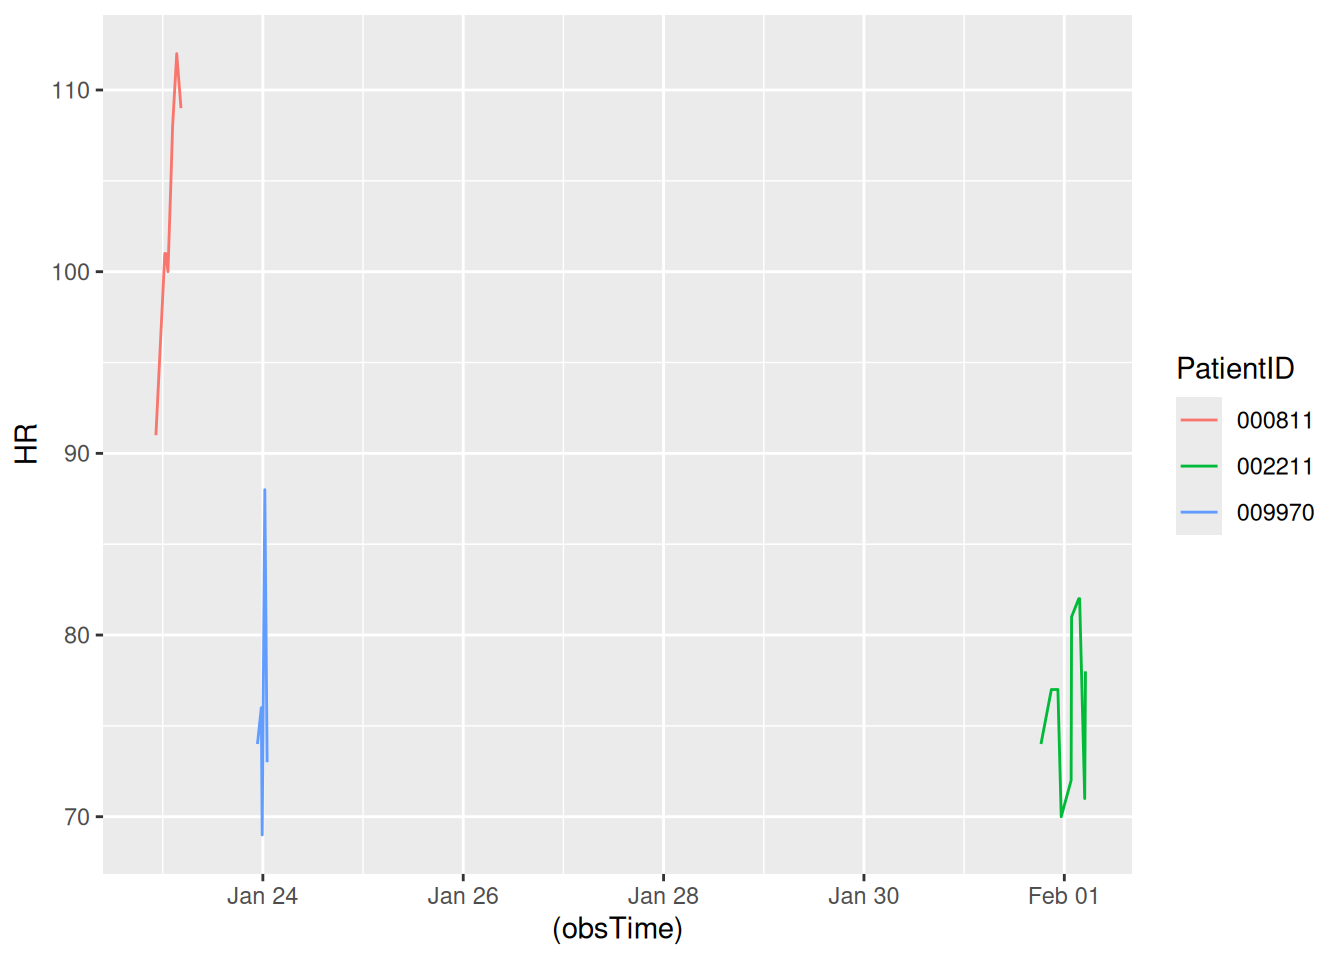 HR
110
100
90
80
70
Jan 24
Jan 26
Jan 28
Jan 30
Feb 01
(obsTime)
PatientID
000811
002211
009970